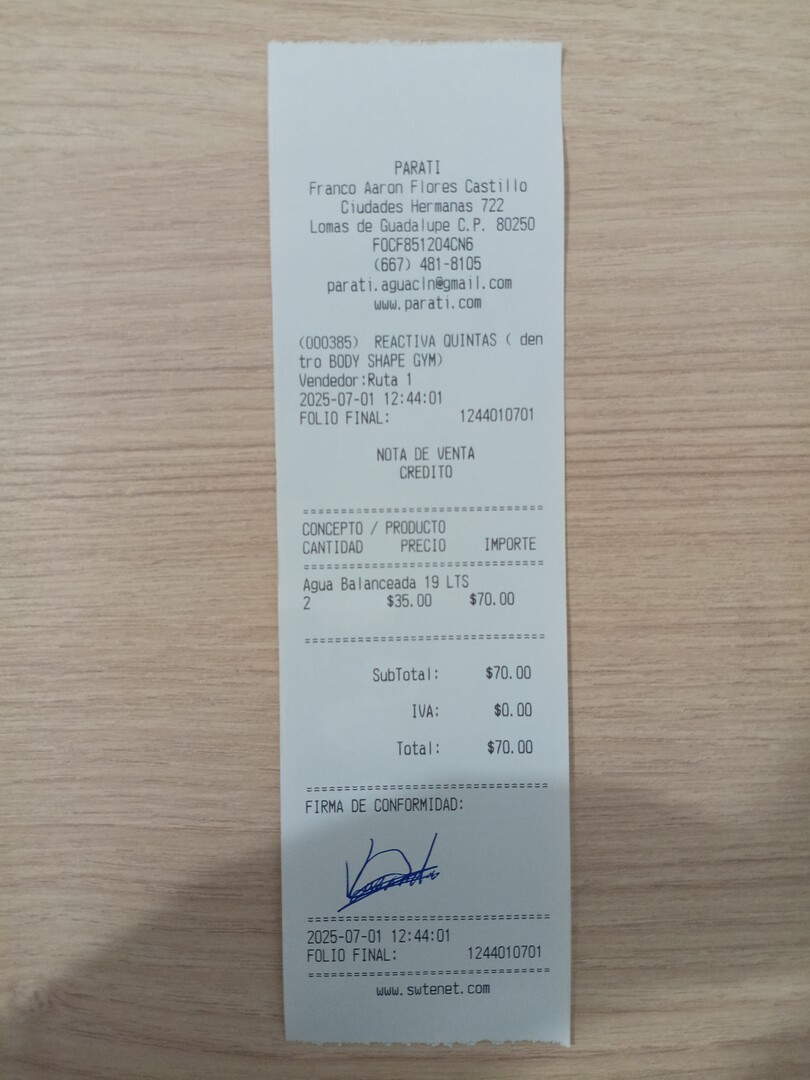 PARATI
Franco Aaron Flores Castillo
Ciudades Hermanas 722
Lomas de Guadalupe C.P. 80250
FOCF851204CN6
(667) 481-8105
parati.aguacln@gmail.com
www.parati.com
(000385) REACTIVA QUINTAS ( den
tro BODY SHAPE GYM)
Vendedor:Ruta 1
2025-07-01 12:44:01
FOLIO FINAL: 1244010701
NOTA DE VENTA
CREDITO
================================
CONCEPTO / PRODUCTO
CANTIDAD PRECIO IMPORTE
================================
Agua Balanceada 19 LTS
2 $35.00 $70.00
================================
SubTotal: $70.00
IVA: $0.00
Total: $70.00
================================
FIRMA DE CONFORMIDAD:
================================
2025-07-01 12:44:01
FOLIO FINAL: 1244010701
================================
www.swtenet.com